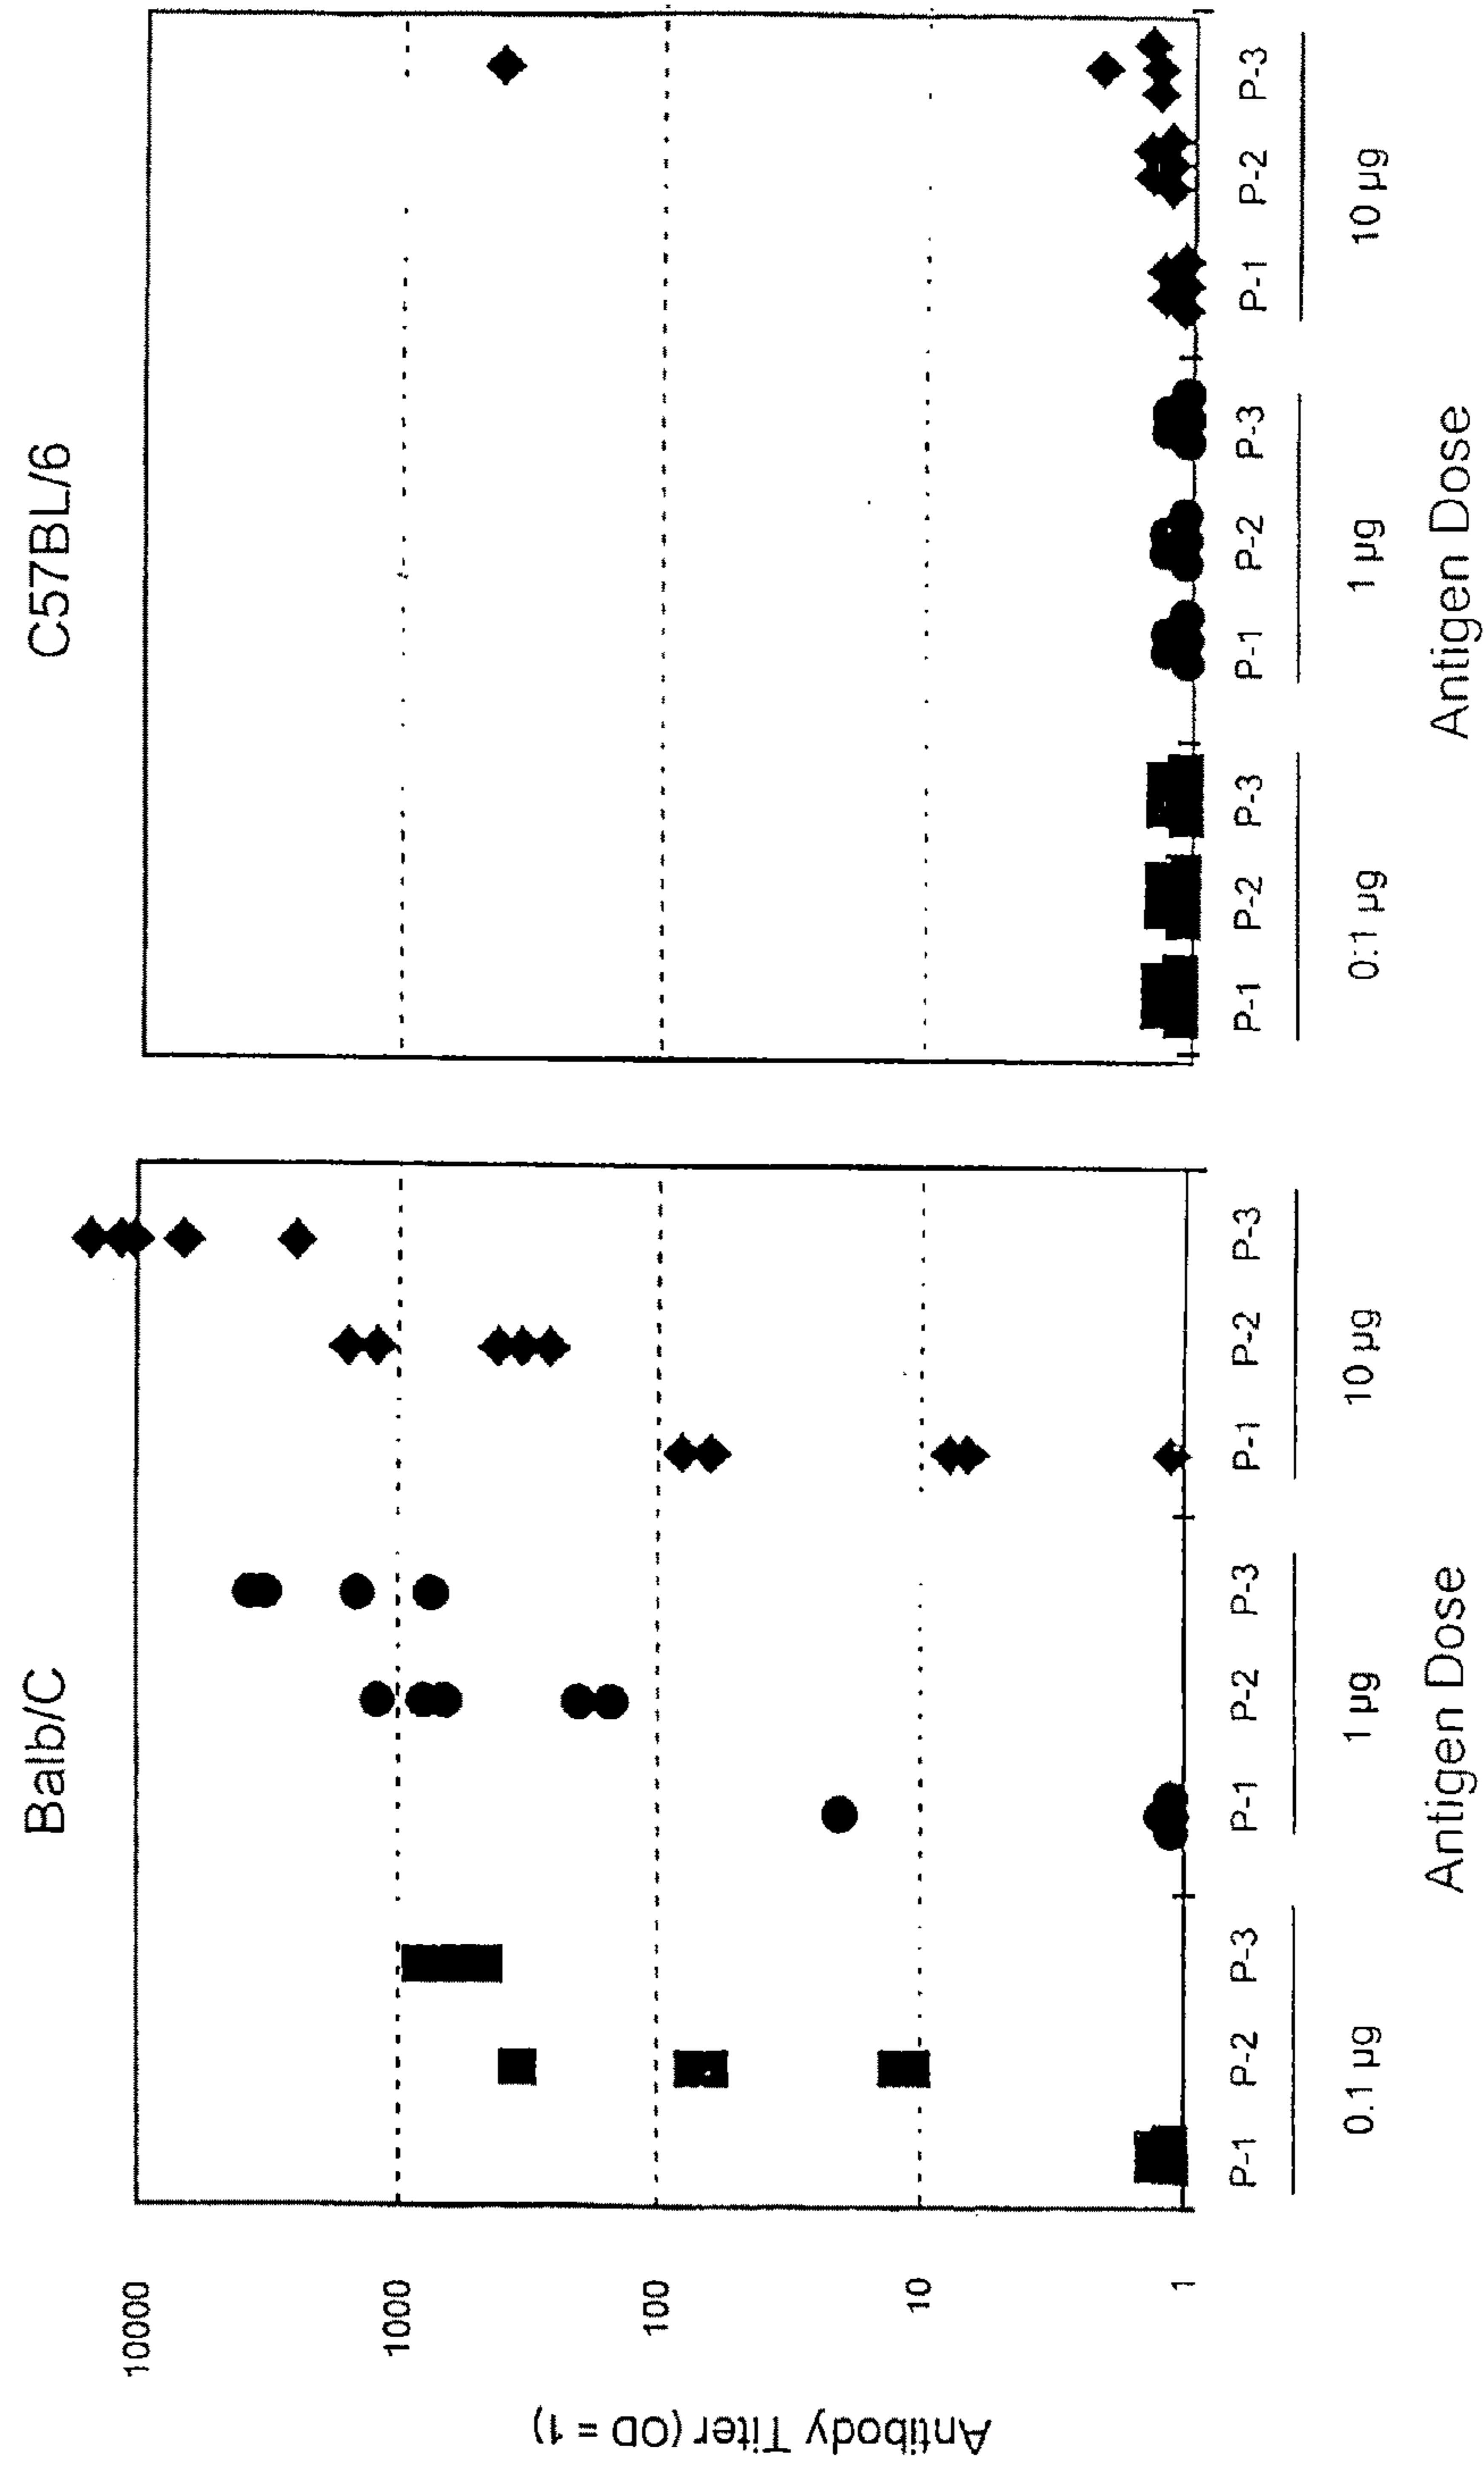 Balb/C
C57BL/6
Antibody Titer (OD = 1)
10000
1000
100
10
1
P-1 P-2 P-3 P-1 P-2 P-3 P-1 P-2 P-3
0.1 µg 1 µg 10 µg
Antigen Dose
P-1 P-2 P-3 P-1 P-2 P-3 P-1 P-2 P-3
0:1 µg 1 µg 10 µg
Antigen Dose